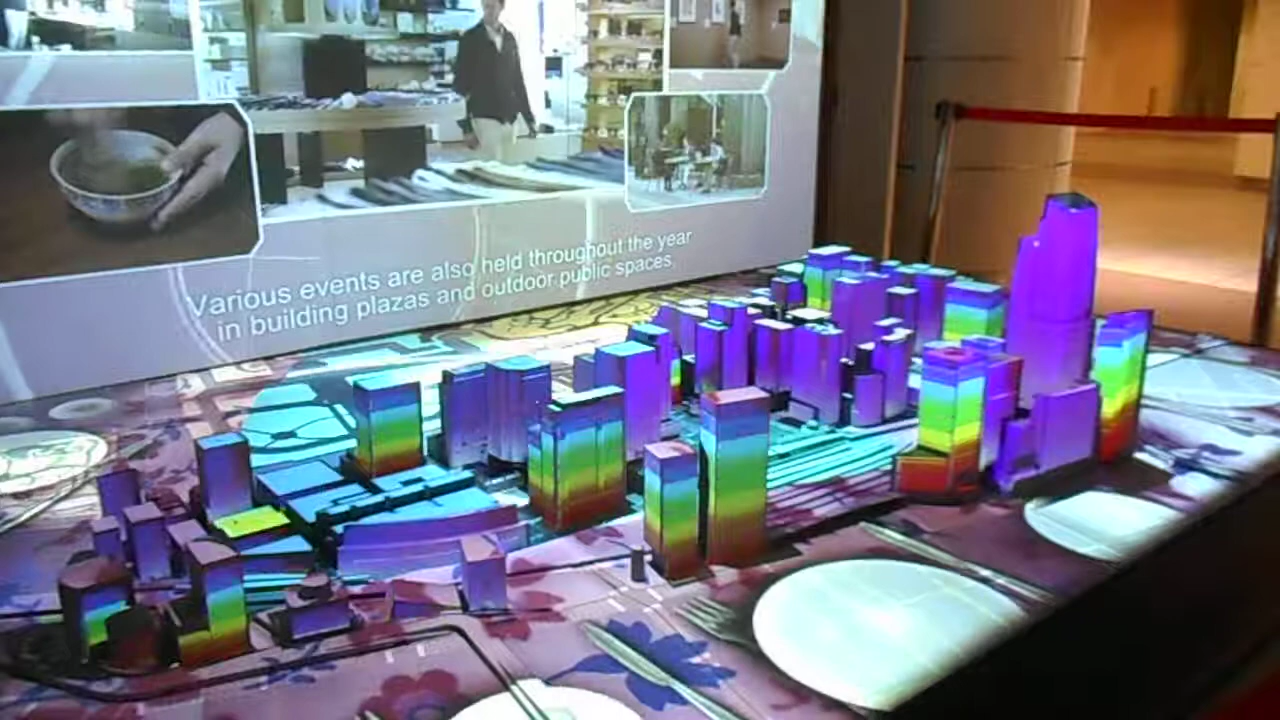 Various events are also held throughout the year
in building plazas and outdoor public spaces.